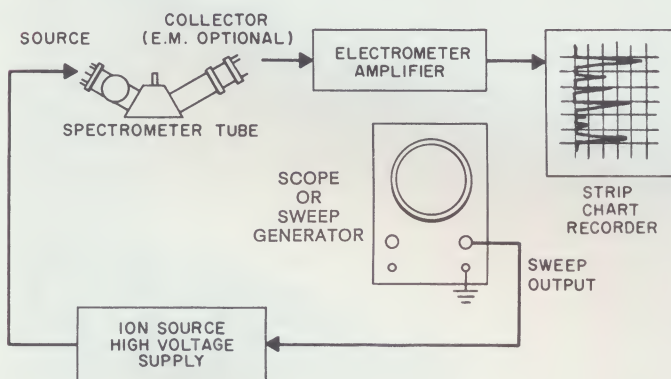 SOURCE
COLLECTOR
(E.M. OPTIONAL)
SPECTROMETER TUBE
ELECTROMETER
AMPLIFIER
STRIP
CHART
RECORDER
SCOPE
OR
SWEEP
GENERATOR
SWEEP
OUTPUT
ION SOURCE
HIGH VOLTAGE
SUPPLY